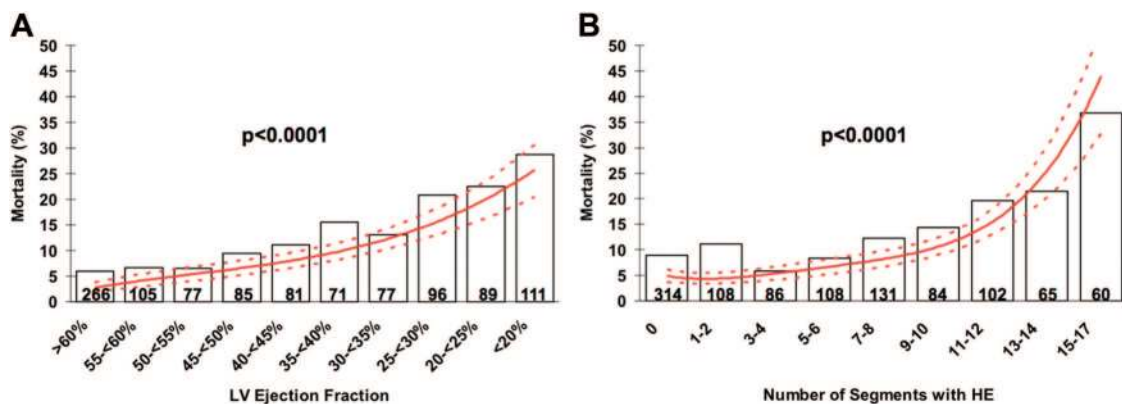 A
50
45
40
35
30
25
20
15
10
5
0
Mortality (%)
p<0.0001
266 105 77 85 81 71 77 96 89 111
>60% 55-<60% 50-<55% 45-<50% 40-<45% 35-<40% 30-<35% 25-<30% 20-<25% <20%
LV Ejection Fraction
B
50
45
40
35
30
25
20
15
10
5
0
Mortality (%)
p<0.0001
314 108 86 108 131 84 102 65 60
0 1-2 3-4 5-6 7-8 9-10 11-12 13-14 15-17
Number of Segments with HE